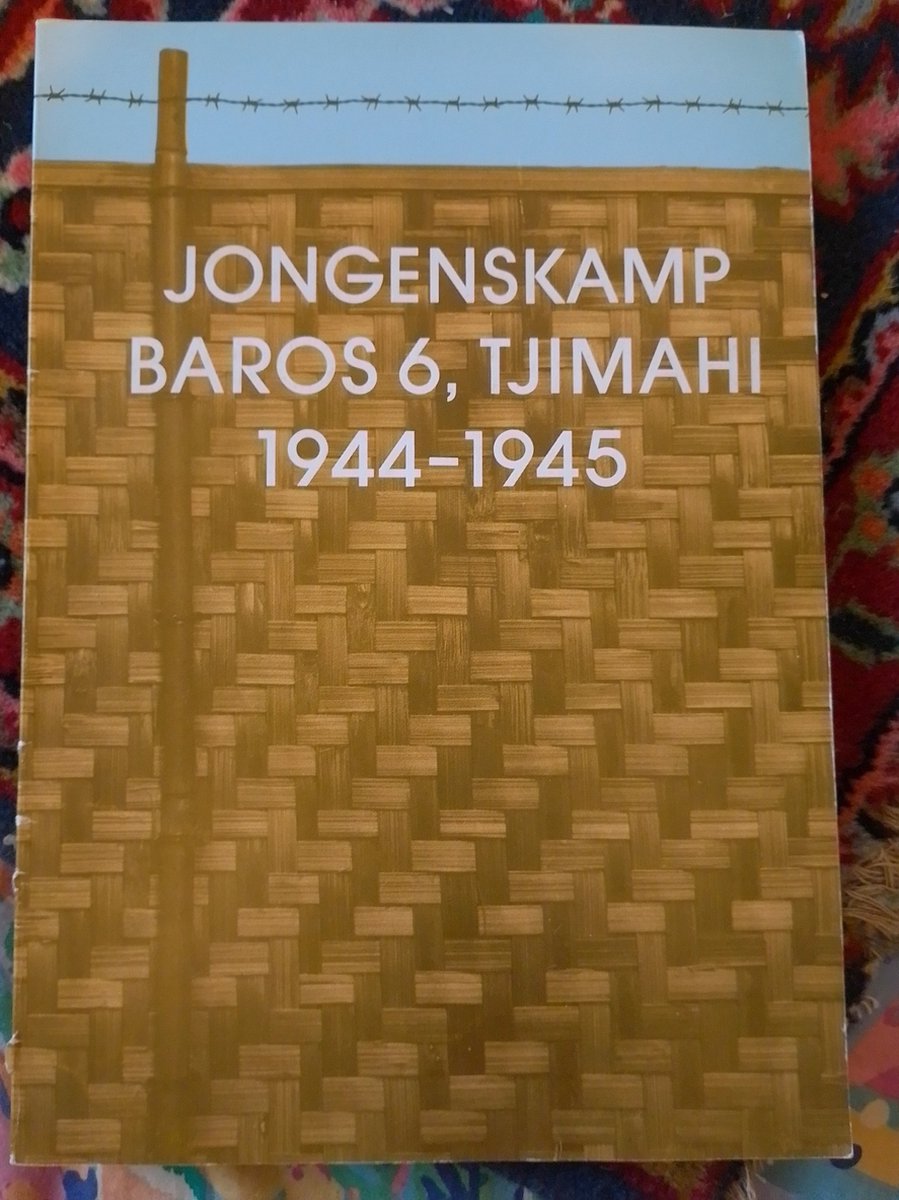 JONGENSKAMP
BAROS 6, TJIMAHI
1944-1945